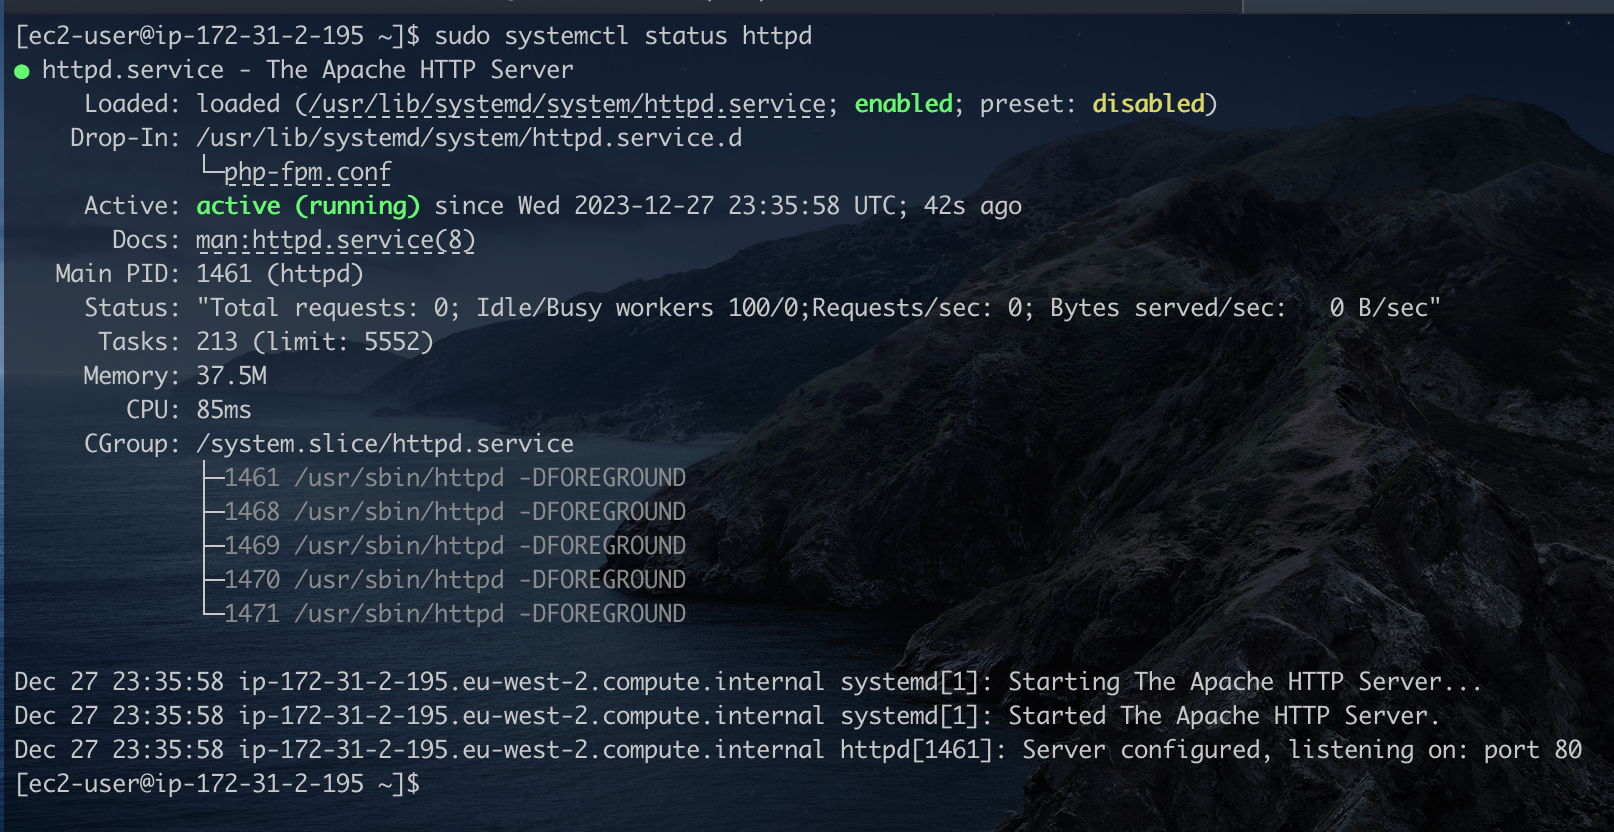 [ec2-user@ip-172-31-2-195 ~]$ sudo systemctl status httpd
● httpd.service - The Apache HTTP Server
     Loaded: loaded (/usr/lib/systemd/system/httpd.service; enabled; preset: disabled)
    Drop-In: /usr/lib/systemd/system/httpd.service.d
             └─php-fpm.conf
     Active: active (running) since Wed 2023-12-27 23:35:58 UTC; 42s ago
       Docs: man:httpd.service(8)
   Main PID: 1461 (httpd)
     Status: "Total requests: 0; Idle/Busy workers 100/0;Requests/sec: 0; Bytes served/sec:   0 B/sec"
      Tasks: 213 (limit: 5552)
     Memory: 37.5M
        CPU: 85ms
     CGroup: /system.slice/httpd.service
             ├─1461 /usr/sbin/httpd -DFOREGROUND
             ├─1468 /usr/sbin/httpd -DFOREGROUND
             ├─1469 /usr/sbin/httpd -DFOREGROUND
             ├─1470 /usr/sbin/httpd -DFOREGROUND
             └─1471 /usr/sbin/httpd -DFOREGROUND

Dec 27 23:35:58 ip-172-31-2-195.eu-west-2.compute.internal systemd[1]: Starting The Apache HTTP Server...
Dec 27 23:35:58 ip-172-31-2-195.eu-west-2.compute.internal systemd[1]: Started The Apache HTTP Server.
Dec 27 23:35:58 ip-172-31-2-195.eu-west-2.compute.internal httpd[1461]: Server configured, listening on: port 80
[ec2-user@ip-172-31-2-195 ~]$